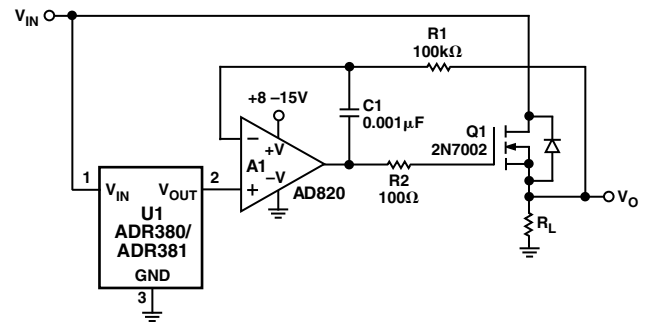 VIN
R1
100kΩ
+8 –15V
C1
0.001µF
Q1
2N7002
–
+V
A1
–V
+
AD820
R2
100Ω
1
VIN
VOUT
2
U1
ADR380/
ADR381
GND
3
RL
VO